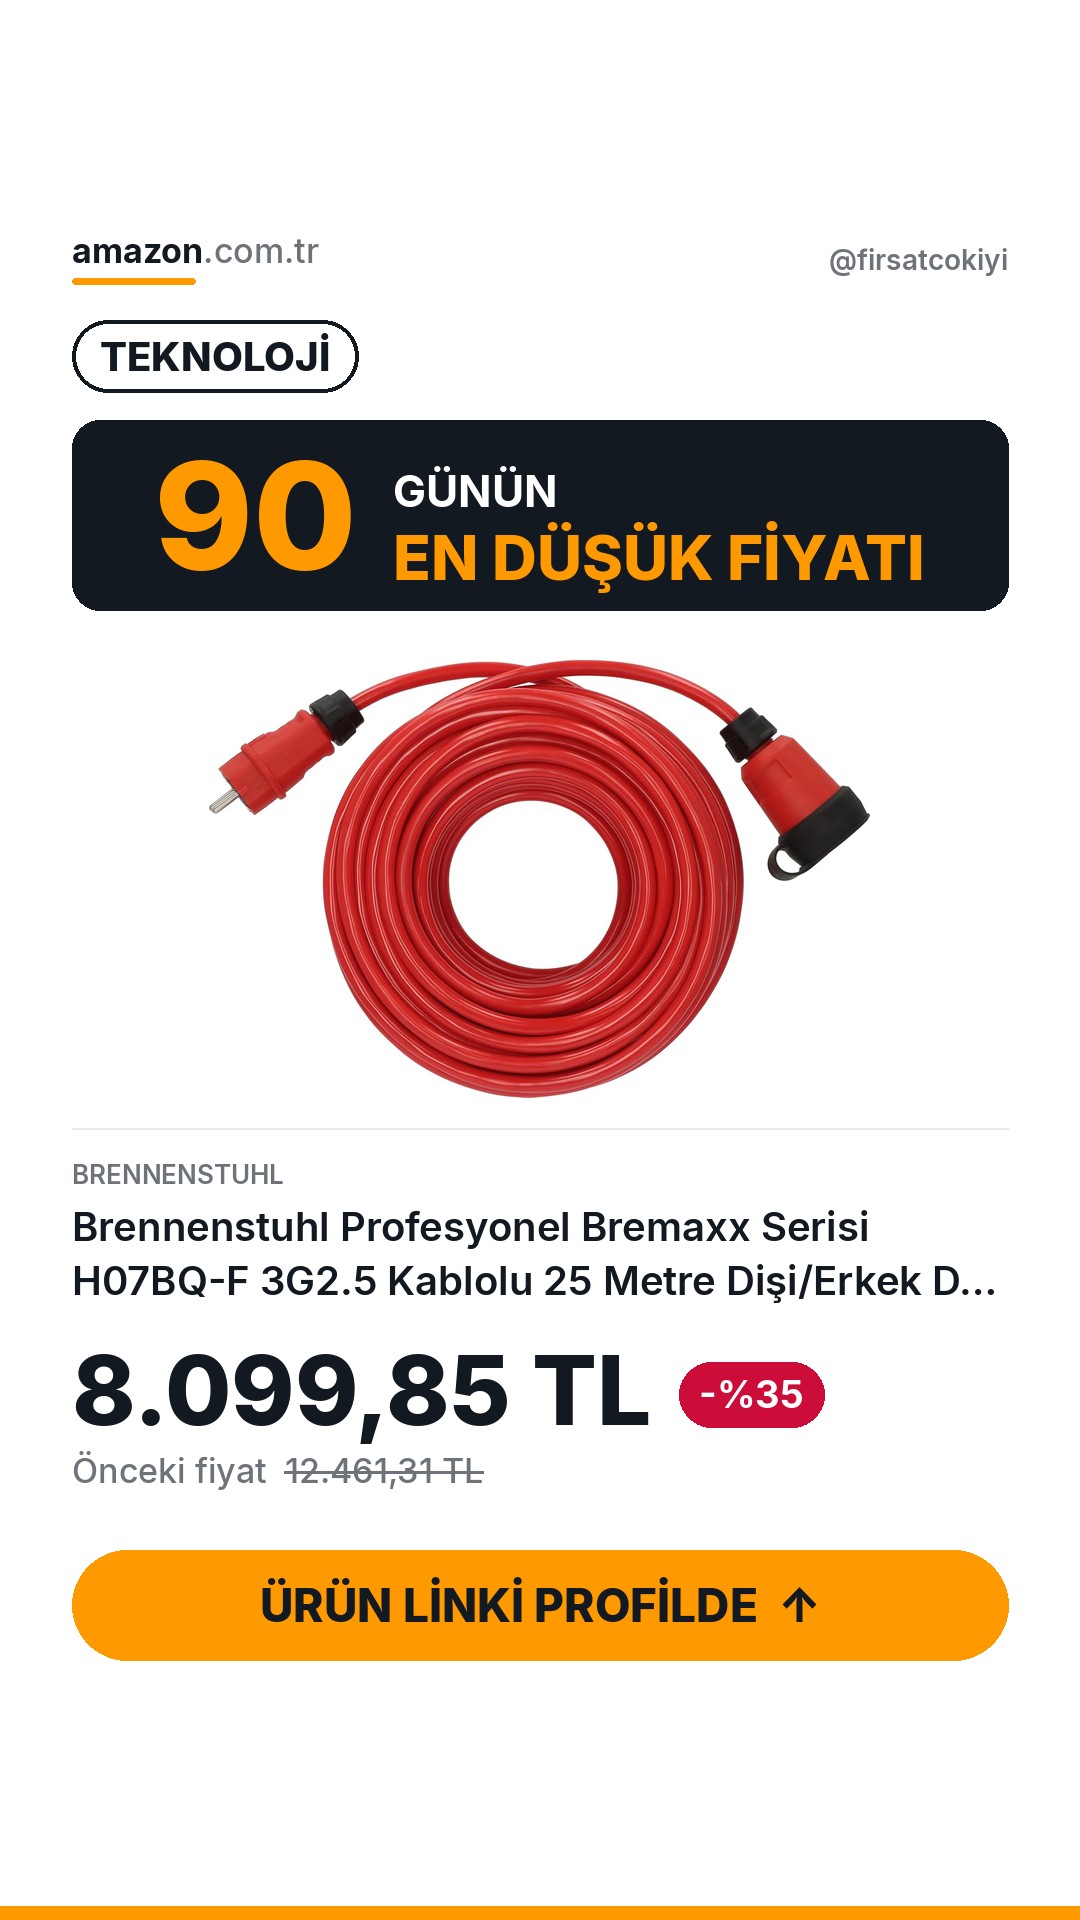 amazon.com.tr
@firsatcokiyi
TEKNOLOJİ
90 GÜNÜN
EN DÜŞÜK FİYATI
BRENNENSTUHL
Brennenstuhl Profesyonel Bremaxx Serisi
H07BQ-F 3G2.5 Kablolu 25 Metre Dişi/Erkek D...
8.099,85 TL -%35
Önceki fiyat 12.461,31 TL
ÜRÜN LİNKİ PROFİLDE ↑